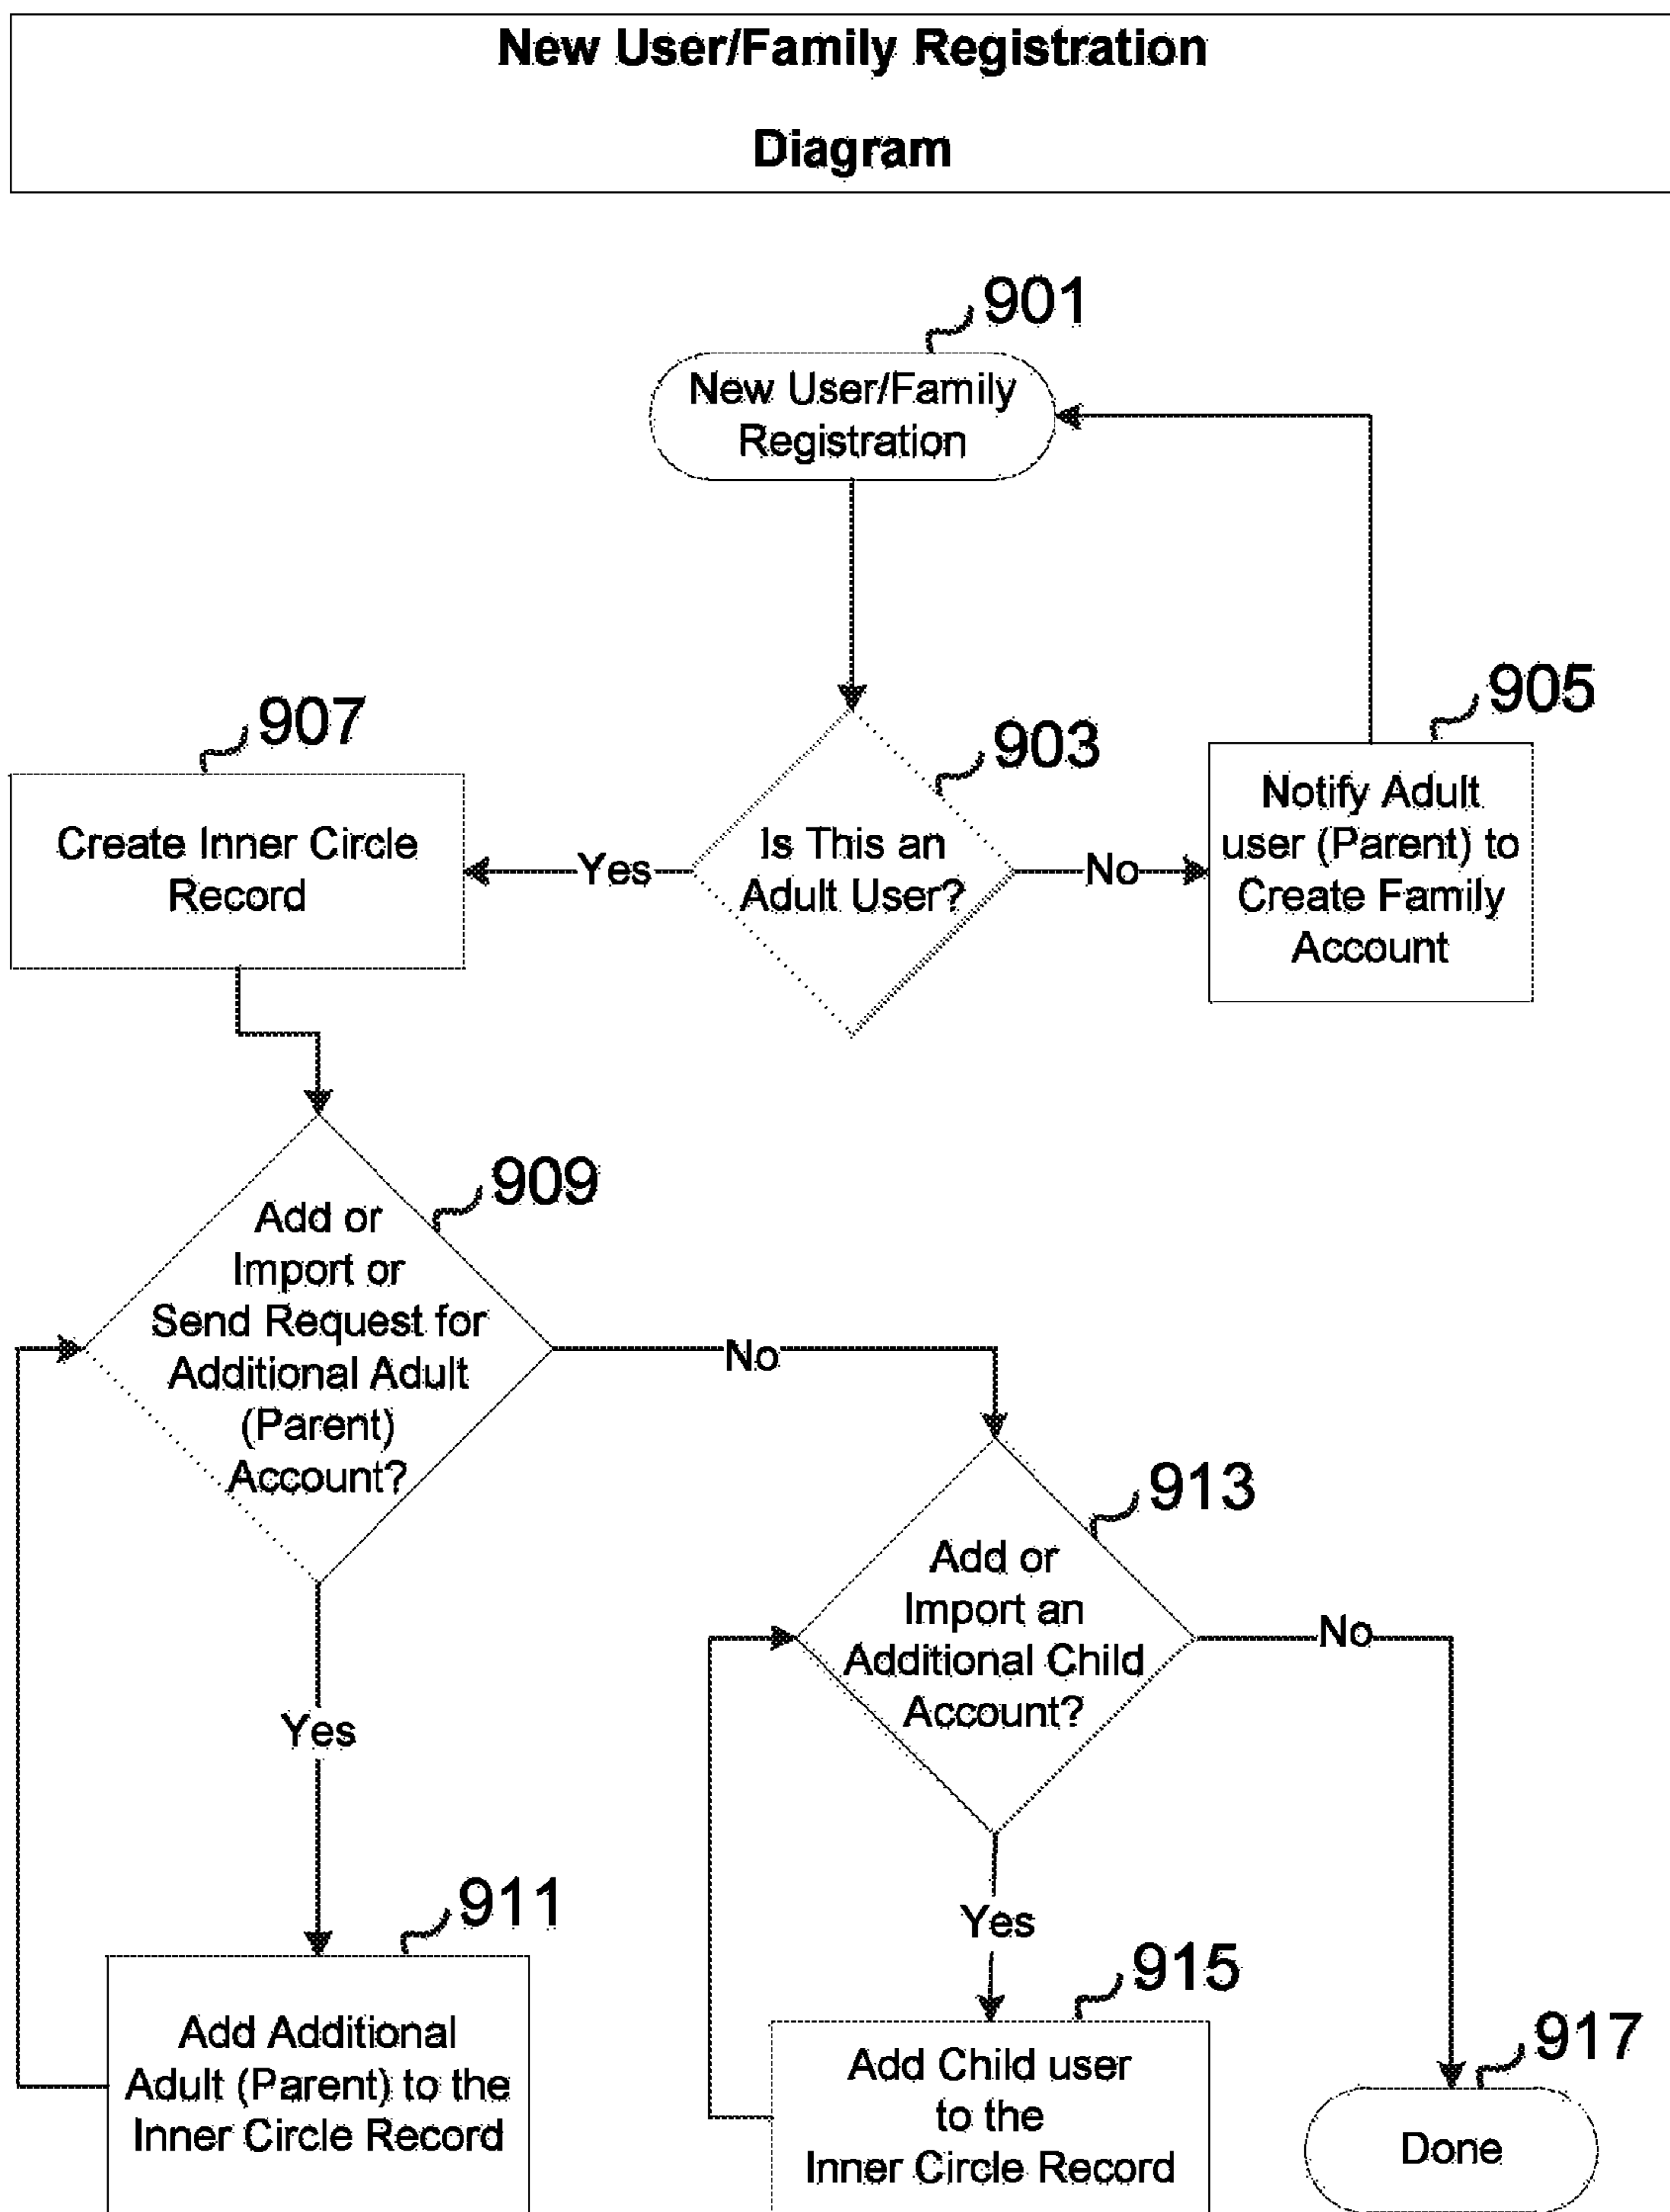 New User/Family Registration
Diagram
901
New User/Family
Registration
905
907
903
Notify Adult
user (Parent) to
Create Family
Account
Create Inner Circle
Record
Yes
Is This an
Adult User?
No
909
Add or
Import or
Send Request for
Additional Adult
(Parent)
Account?
No
913
Add or
Import an
Additional Child
Account?
No
Yes
Yes
911
Add Additional
Adult (Parent) to the
Inner Circle Record
915
Add Child user
to the
Inner Circle Record
917
Done